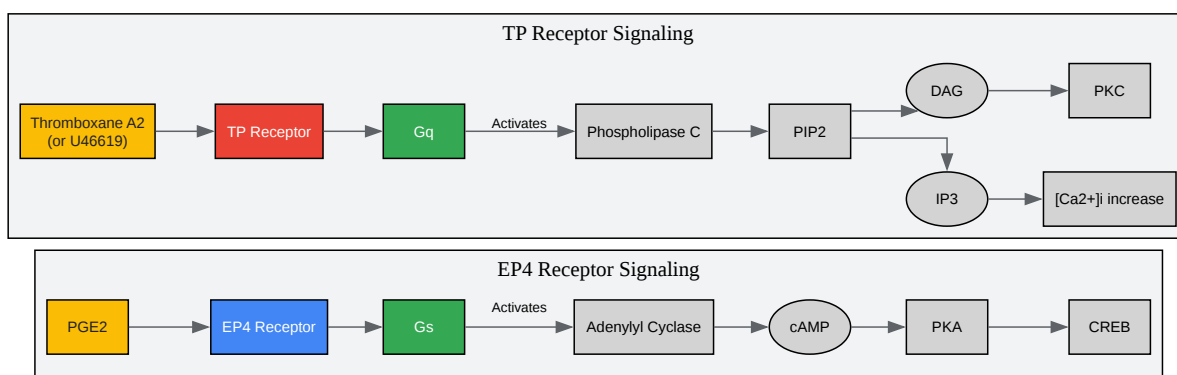 TP Receptor Signaling
Thromboxane A2
(or U46619)
TP Receptor
Gq
Activates
Phospholipase C
PIP2
DAG
PKC
IP3
[Ca2+]i increase
EP4 Receptor Signaling
PGE2
EP4 Receptor
Gs
Activates
Adenylyl Cyclase
cAMP
PKA
CREB